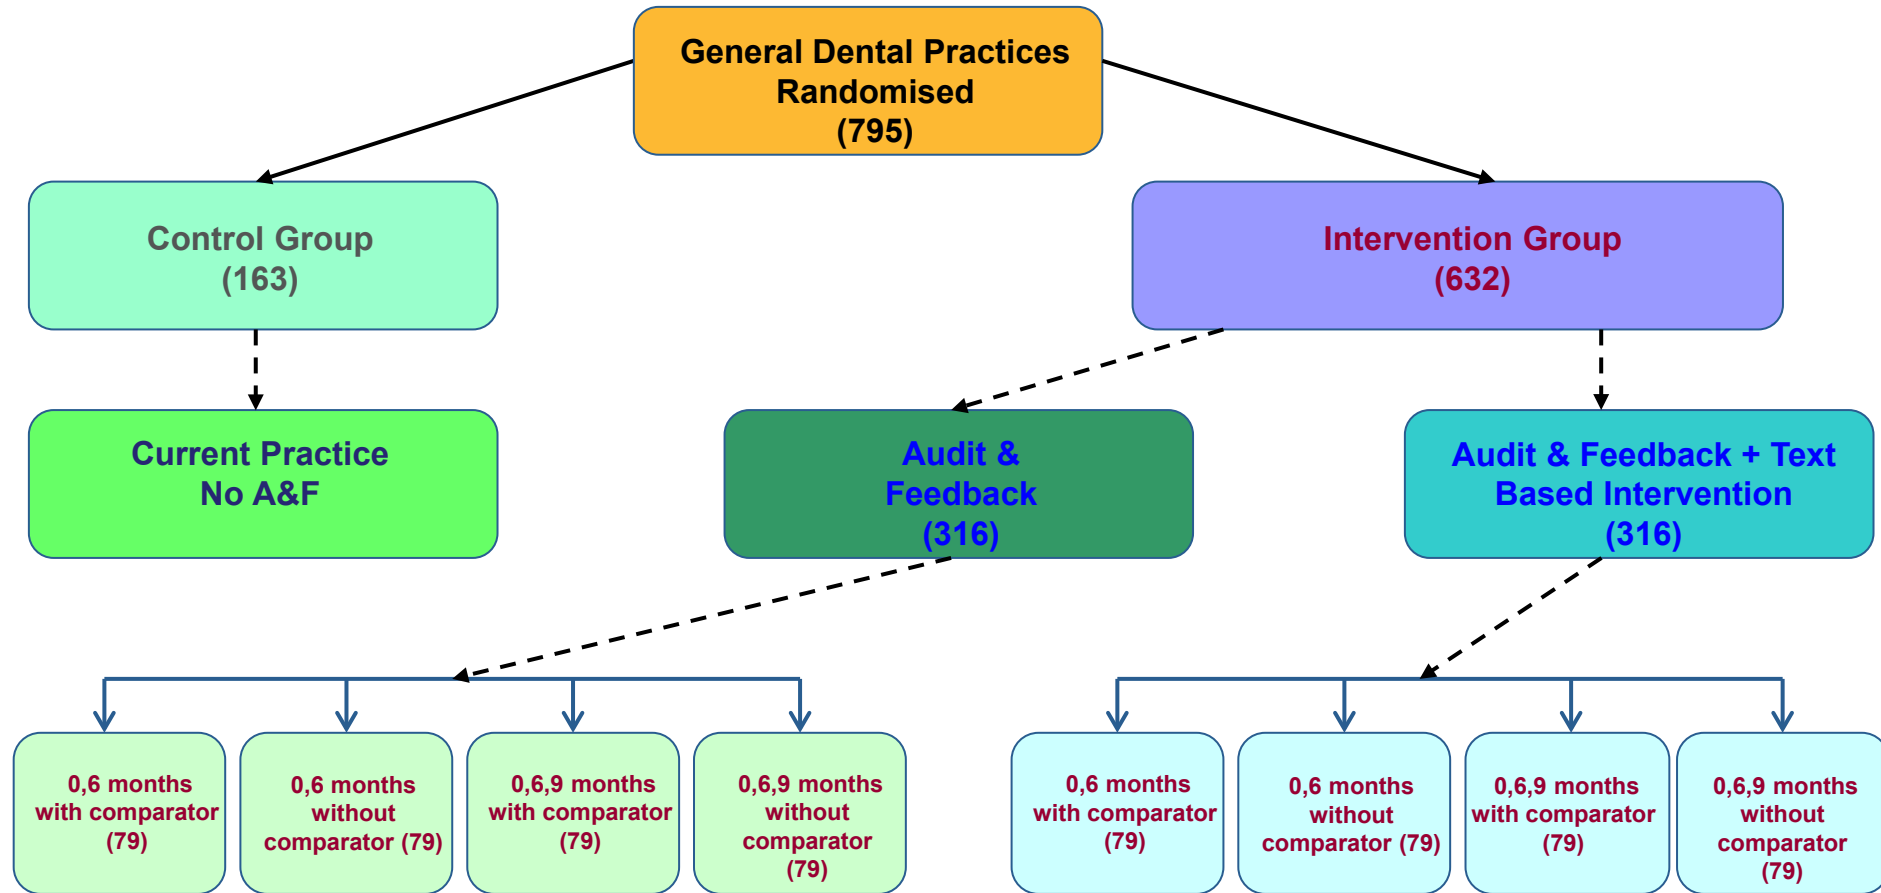 General Dental Practices
Randomised
(795)
Control Group
(163)
Intervention Group
(632)
Current Practice
No A&F
Audit &
Feedback
(316)
Audit & Feedback + Text
Based Intervention
(316)
0,6 months
with comparator
(79)
0,6 months
without
comparator (79)
0,6,9 months
with comparator
(79)
0,6,9 months
without
comparator
(79)
0,6 months
with comparator
(79)
0,6 months
without
comparator (79)
0,6,9 months
with comparator
(79)
0,6,9 months
without
comparator
(79)